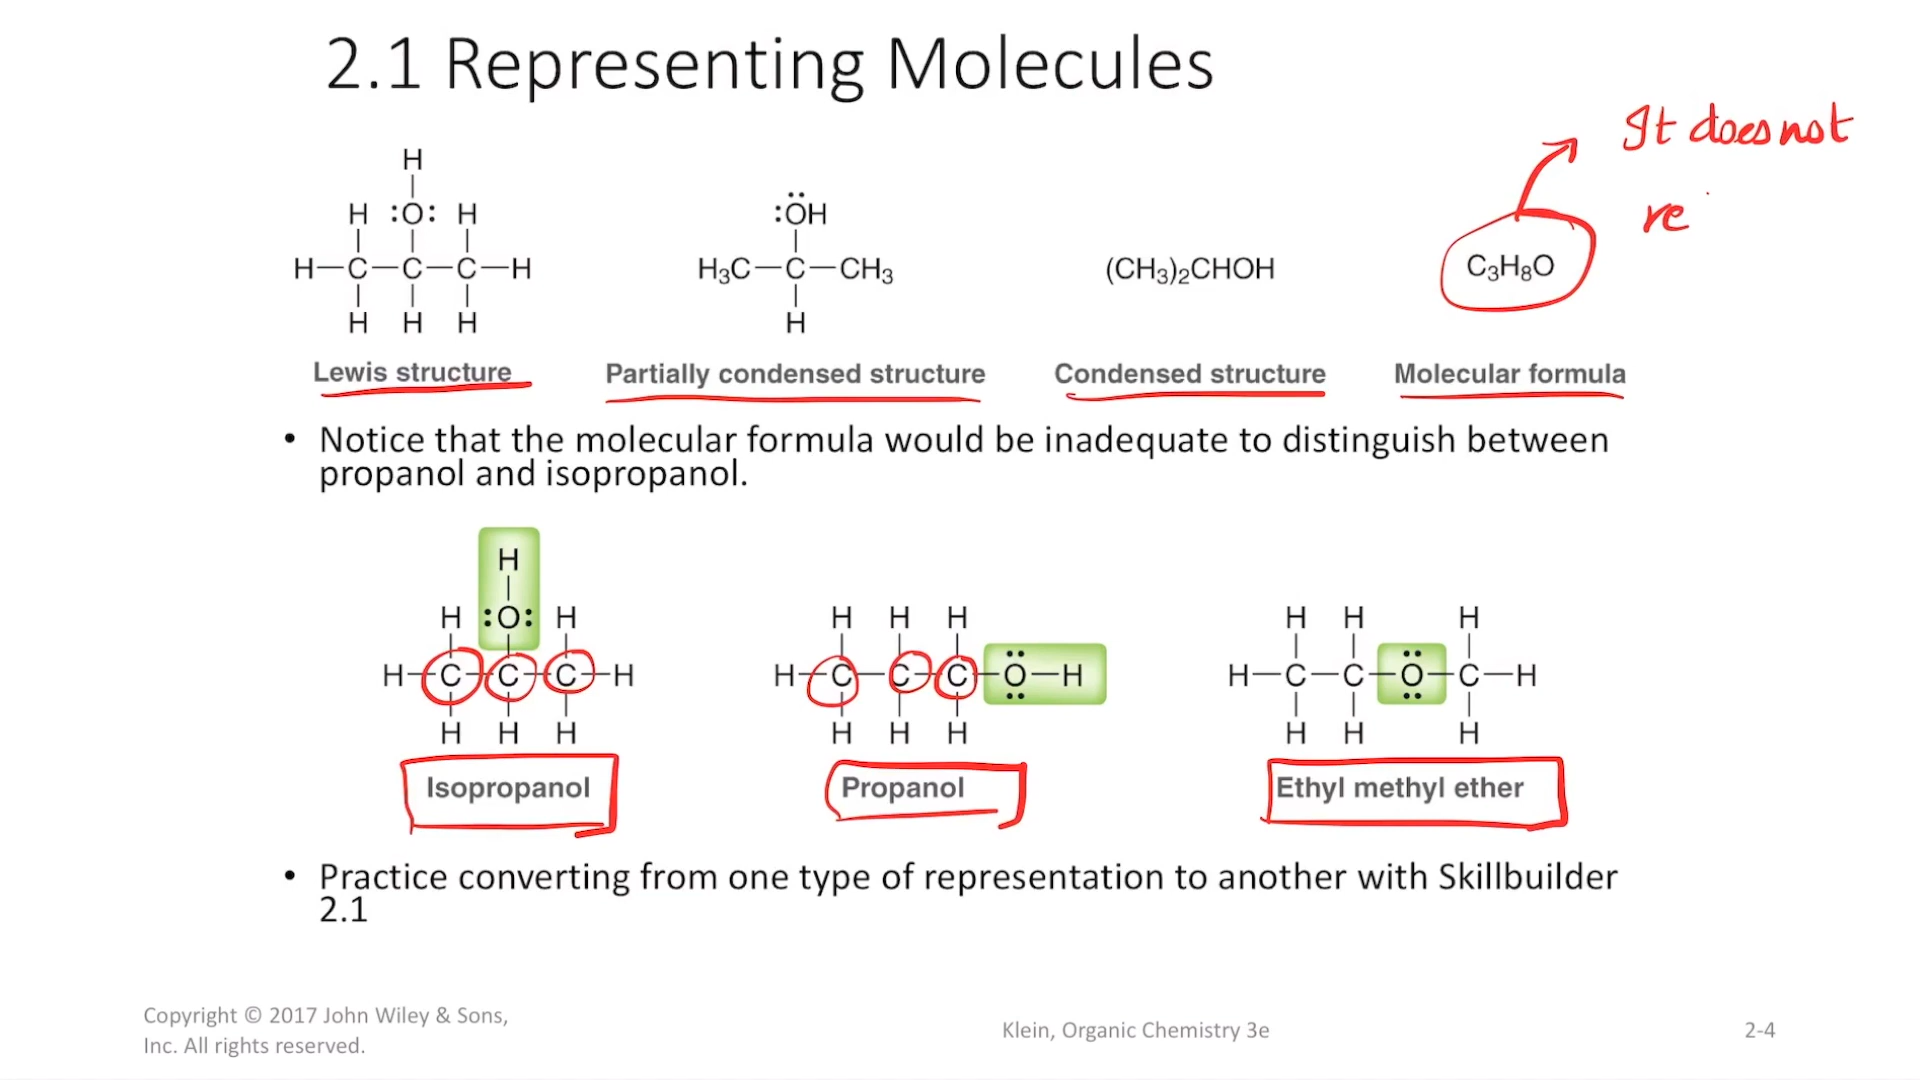 2.1 Representing Molecules
It does not
re
H
H :O: H
H—C—C—C—H
H H H
Lewis structure
:ÖH
H₃C—C—CH₃
H
Partially condensed structure
(CH₃)₂CHOH
Condensed structure
C₃H₈O
Molecular formula
• Notice that the molecular formula would be inadequate to distinguish between
propanol and isopropanol.
H
H :O: H
H—C—C—C—H
H H H
Isopropanol
H H H
H—C—C—C—Ö—H
H H H
Propanol
H H H
H—C—C—O—C—H
H H H
Ethyl methyl ether
• Practice converting from one type of representation to another with Skillbuilder
2.1
Copyright © 2017 John Wiley & Sons,
Inc. All rights reserved.
Klein, Organic Chemistry 3e
2-4